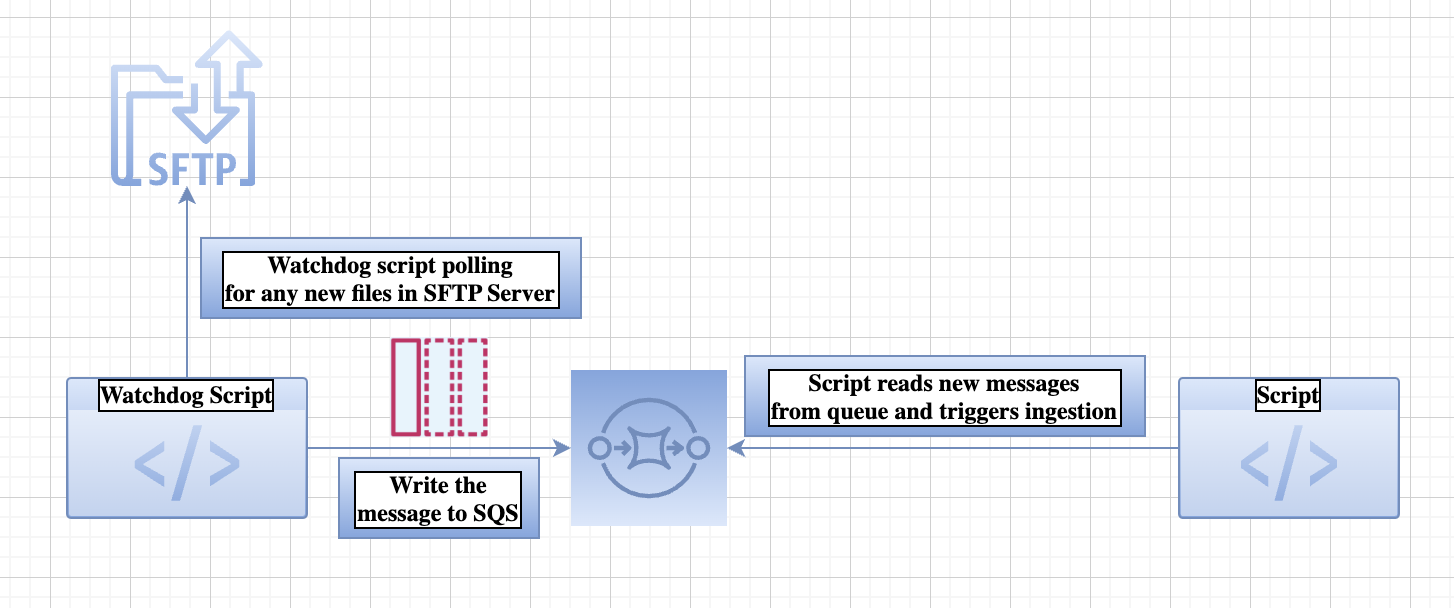 SFTP
Watchdog script polling
for any new files in SFTP Server
Watchdog Script
</>
Write the
message to SQS
Script reads new messages
from queue and triggers ingestion
Script
</>